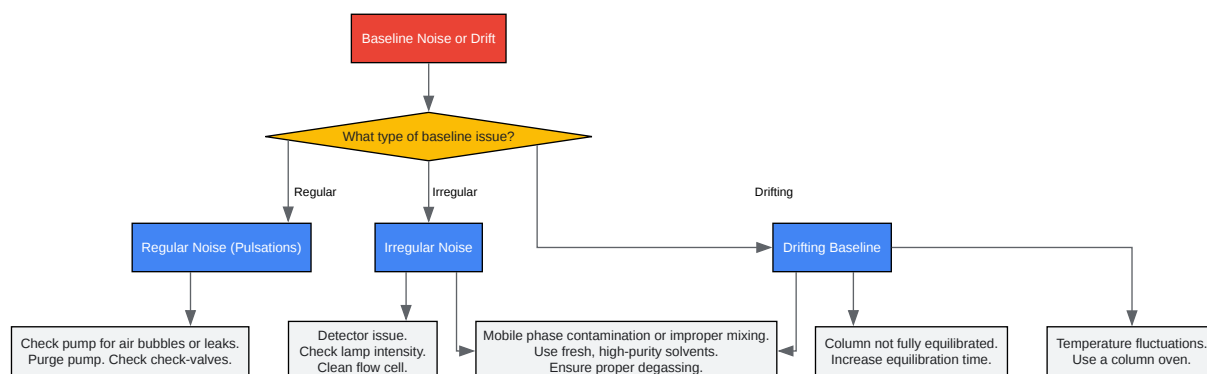 Baseline Noise or Drift
What type of baseline issue?
Regular
Irregular
Drifting
Regular Noise (Pulsations)
Irregular Noise
Drifting Baseline
Check pump for air bubbles or leaks.
Purge pump. Check check-valves.
Detector issue.
Check lamp intensity.
Clean flow cell.
Mobile phase contamination or improper mixing.
Use fresh, high-purity solvents.
Ensure proper degassing.
Column not fully equilibrated.
Increase equilibration time.
Temperature fluctuations.
Use a column oven.